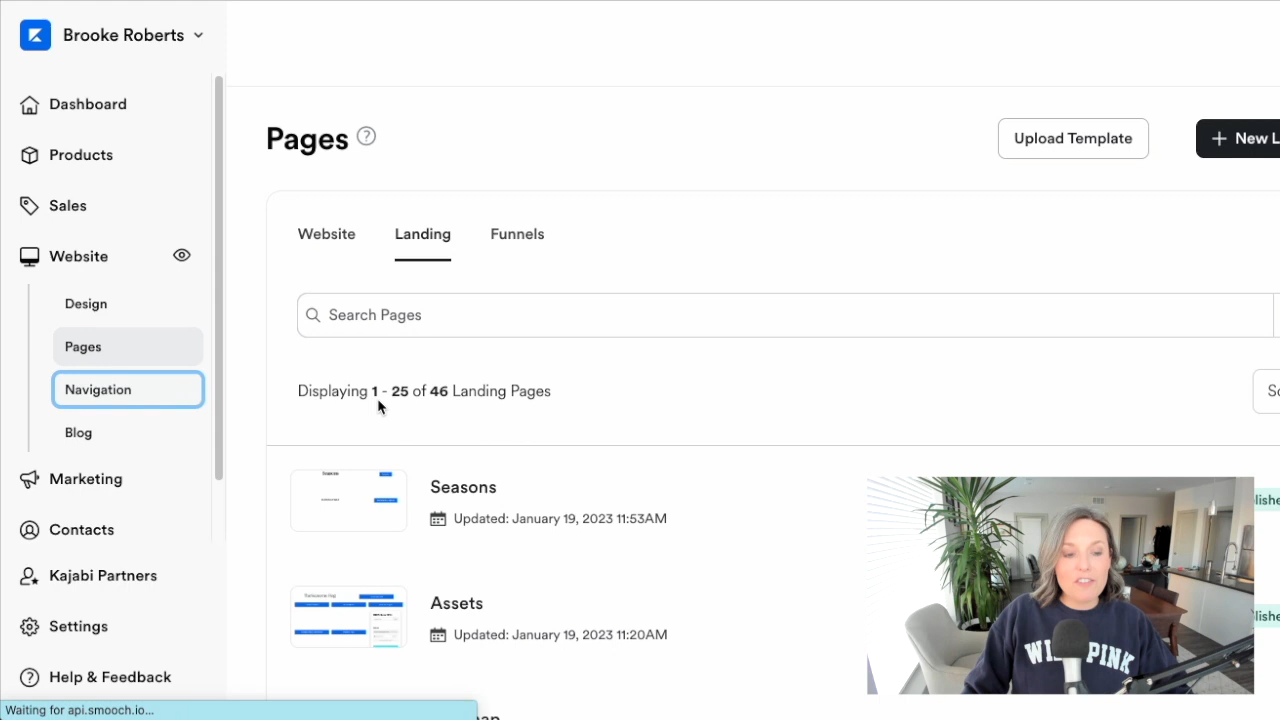 Brooke Roberts
Dashboard
Products
Sales
Website
Design
Pages
Navigation
Blog
Marketing
Contacts
Kajabi Partners
Settings
Help & Feedback
Waiting for api.smooch.io...
Pages
Upload Template
New L
Website
Landing
Funnels
Search Pages
Displaying 1 - 25 of 46 Landing Pages
Seasons
Updated: January 19, 2023 11:53AM
Assets
Updated: January 19, 2023 11:20AM
PINK